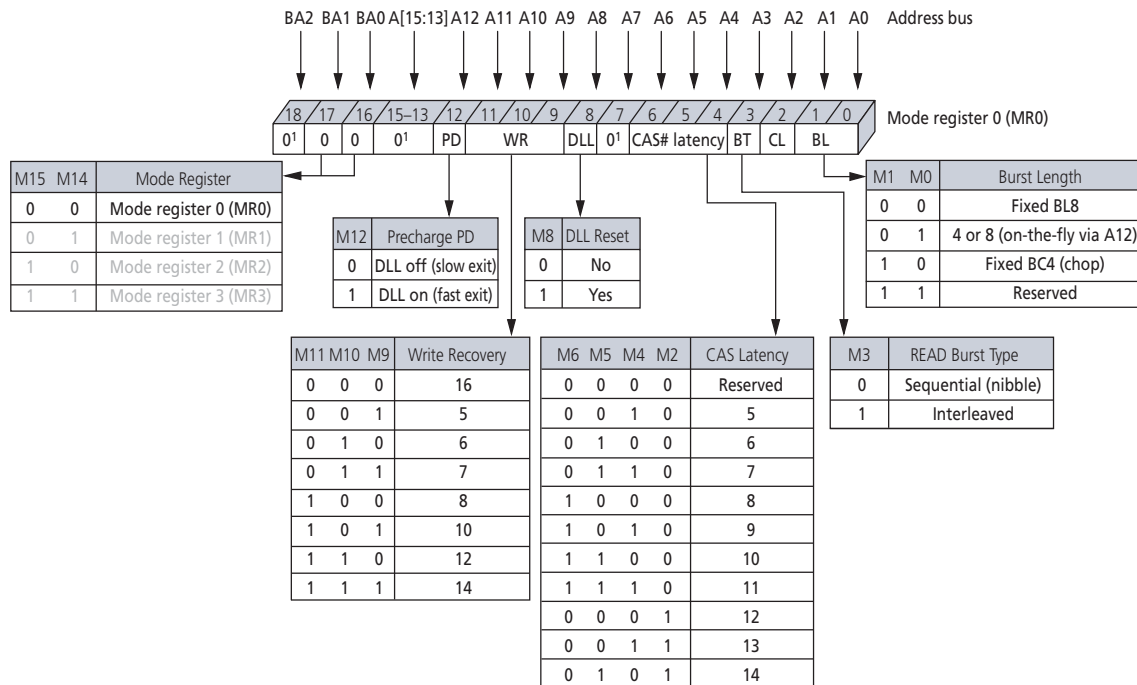 BA2 BA1 BA0 A[15:13] A12 A11 A10 A9 A8 A7 A6 A5 A4 A3 A2 A1 A0 Address bus
18 17 16 15–13 12 11 10 9 8 7 6 5 4 3 2 1 0 Mode register 0 (MR0)
0¹ 0 0 0¹ PD WR DLL 0¹ CAS# latency BT CL BL
M15 M14 Mode Register
0 0 Mode register 0 (MR0)
0 1 Mode register 1 (MR1)
1 0 Mode register 2 (MR2)
1 1 Mode register 3 (MR3)
M12 Precharge PD
0 DLL off (slow exit)
1 DLL on (fast exit)
M8 DLL Reset
0 No
1 Yes
M1 M0 Burst Length
0 0 Fixed BL8
0 1 4 or 8 (on-the-fly via A12)
1 0 Fixed BC4 (chop)
1 1 Reserved
M11 M10 M9 Write Recovery
0 0 0 16
0 0 1 5
0 1 0 6
0 1 1 7
1 0 0 8
1 0 1 10
1 1 0 12
1 1 1 14
M6 M5 M4 M2 CAS Latency
0 0 0 0 Reserved
0 0 1 0 5
0 1 0 0 6
0 1 1 0 7
1 0 0 0 8
1 0 1 0 9
1 1 0 0 10
1 1 1 0 11
0 0 0 1 12
0 0 1 1 13
0 1 0 1 14
M3 READ Burst Type
0 Sequential (nibble)
1 Interleaved